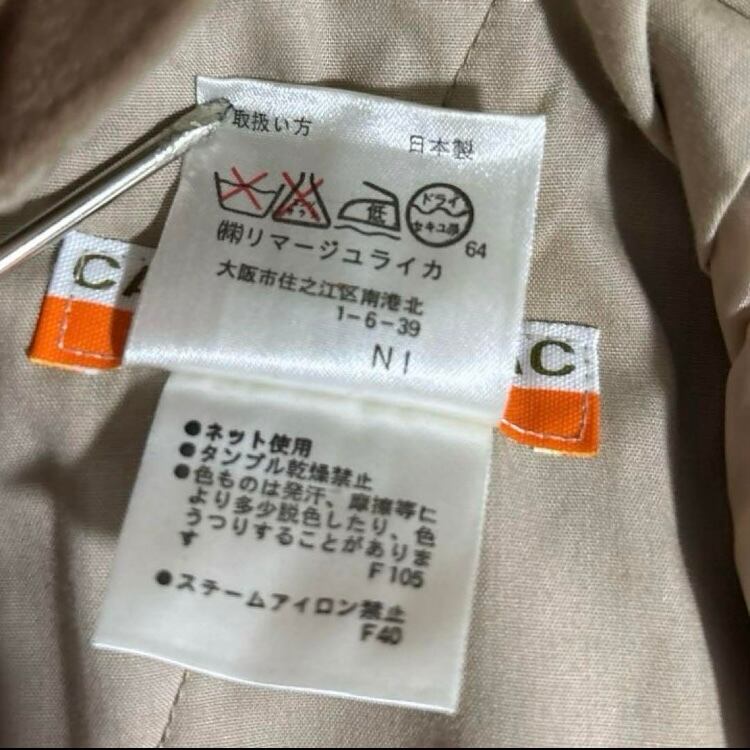 取扱い方
日本製
低
ドライ
セキユ系
64
㈱リマージユライカ
大阪市住之江区南港北
1-6-39
NI
CA
AC
●ネット使用
●タンブル乾燥禁止
●色ものは発汗、摩擦等に
より多少脱色したり、色
うつりすることがありま
す
F105
●スチームアイロン禁止
F40